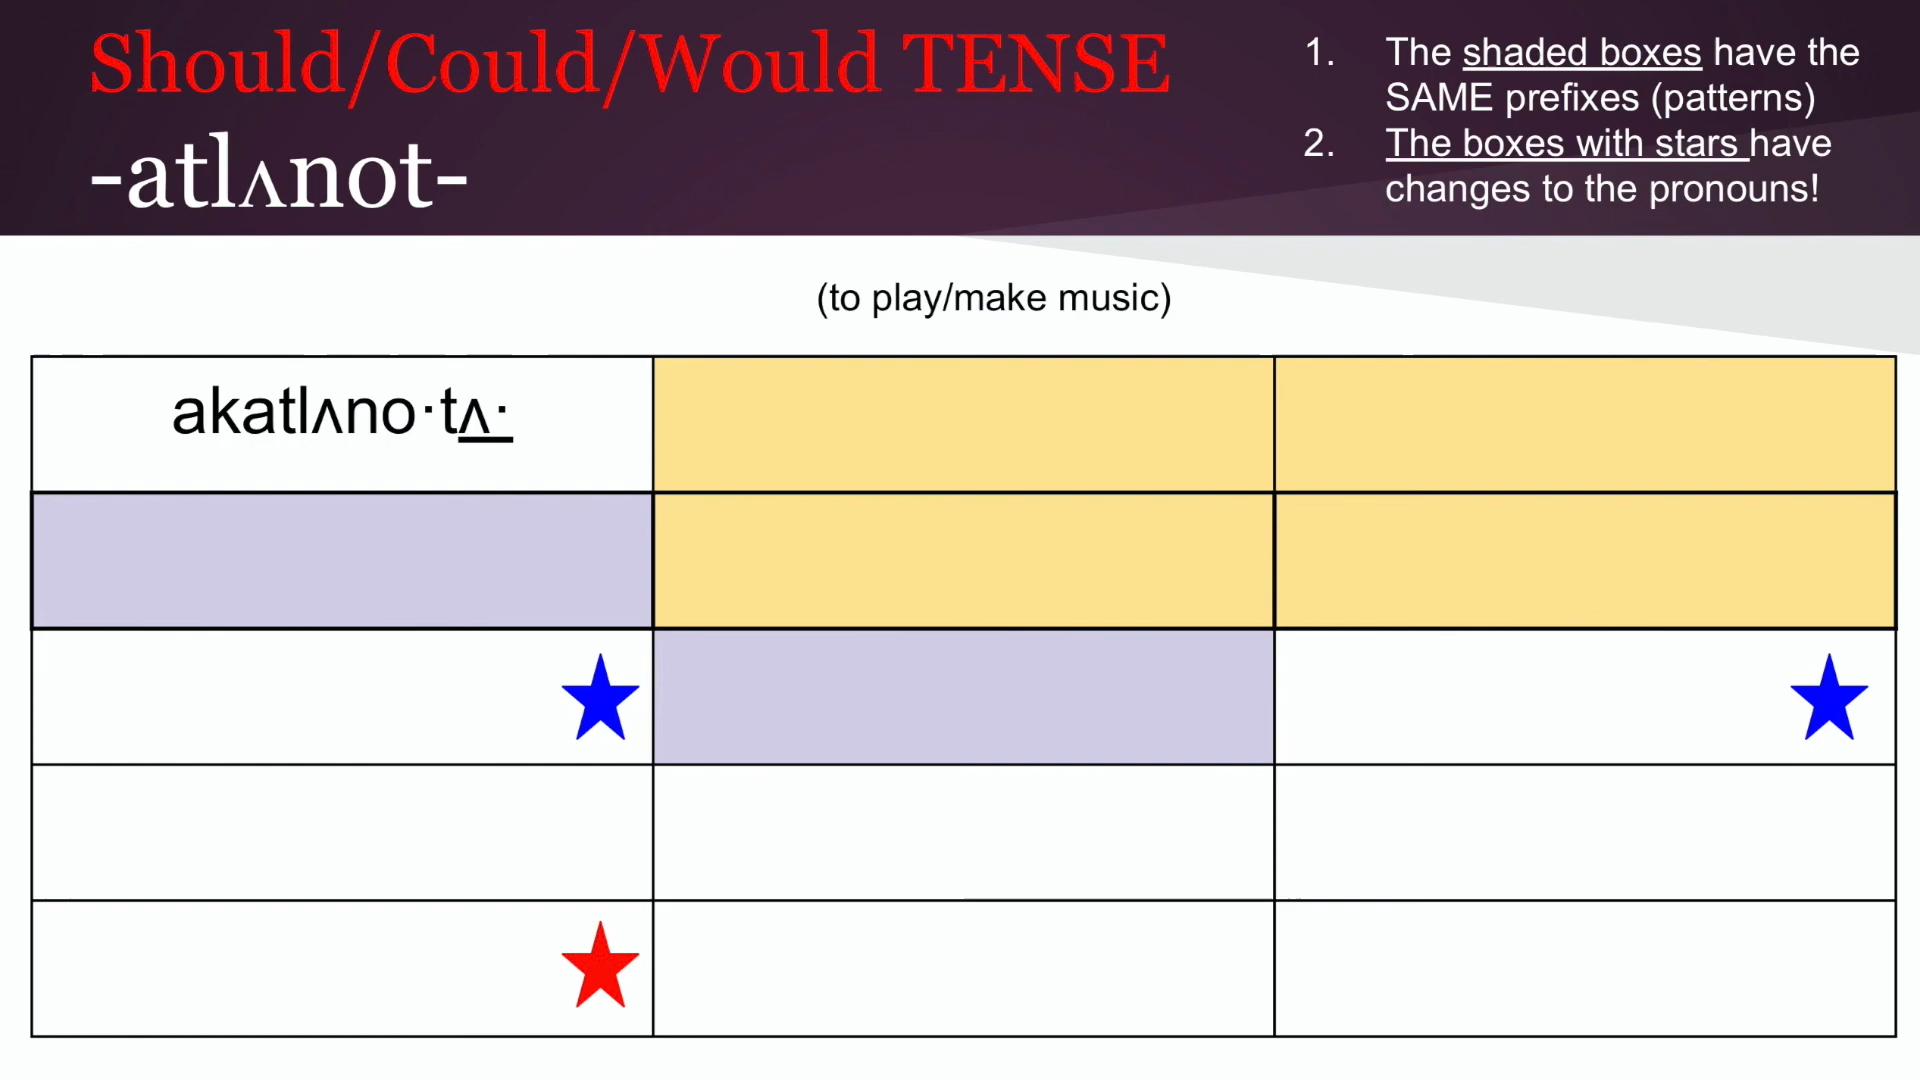 Should/Could/Would TENSE
-atlʌnot-
1. The shaded boxes have the
SAME prefixes (patterns)
2. The boxes with stars have
changes to the pronouns!
(to play/make music)
akatlʌno·tʌ·